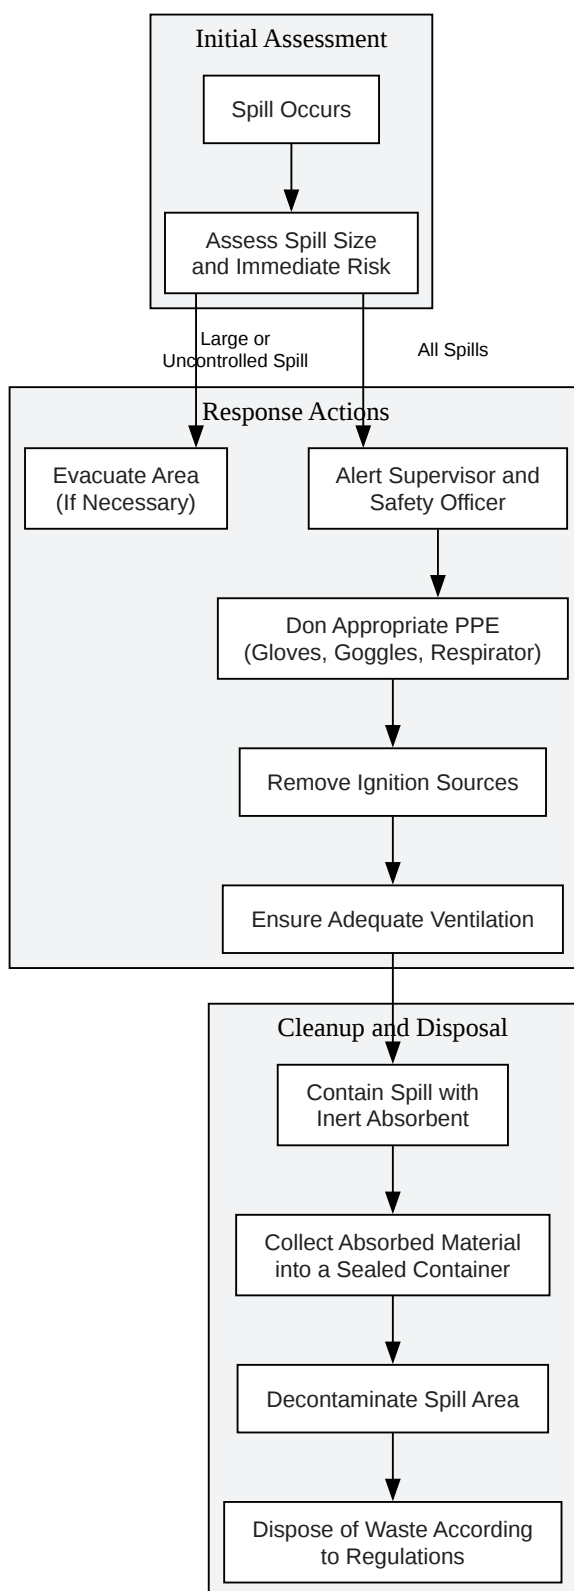 Initial Assessment
Spill Occurs
Assess Spill Size
and Immediate Risk
Large or
Uncontrolled Spill
All Spills
Response Actions
Evacuate Area
(If Necessary)
Alert Supervisor and
Safety Officer
Don Appropriate PPE
(Gloves, Goggles, Respirator)
Remove Ignition Sources
Ensure Adequate Ventilation
Cleanup and Disposal
Contain Spill with
Inert Absorbent
Collect Absorbed Material
into a Sealed Container
Decontaminate Spill Area
Dispose of Waste According
to Regulations